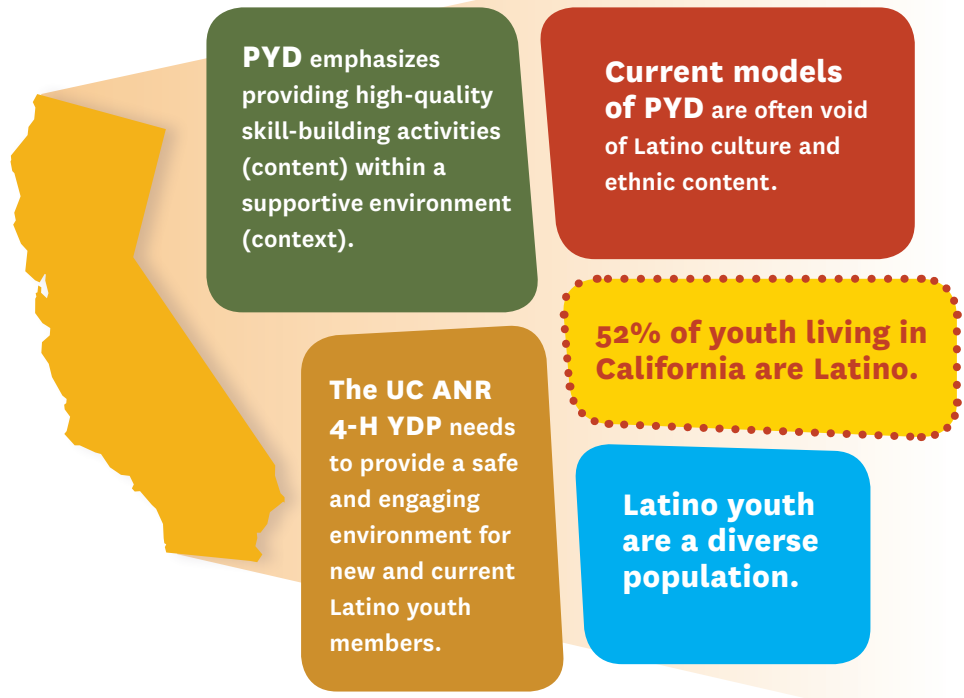 PYD emphasizes
providing high-quality
skill-building activities
(content) within a
supportive environment
(context).
Current models
of PYD are often void
of Latino culture and
ethnic content.
52% of youth living in
California are Latino.
The UC ANR
4-H YDP needs
to provide a safe
and engaging
environment for
new and current
Latino youth
members.
Latino youth
are a diverse
population.